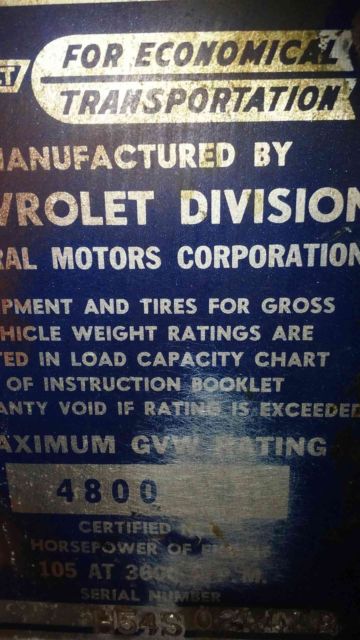 FOR ECONOMICAL
TRANSPORTATION
MANUFACTURED BY
VROLET DIVISION
RAL MOTORS CORPORATION
IPMENT AND TIRES FOR GROSS
HICLE WEIGHT RATINGS ARE
TED IN LOAD CAPACITY CHART
OF INSTRUCTION BOOKLET
ANTY VOID IF RATING IS EXCEEDED
AXIMUM GVW RATING
4800
CERTIFIED
HORSEPOWER OF
105 AT
SERIAL NUMBER